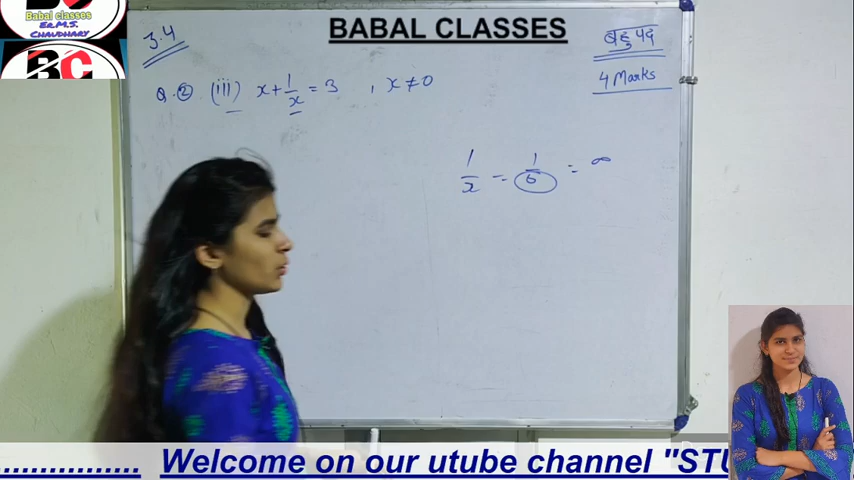 Babal classes
Er.M.S.
CHAUDHARY
BC
BABAL CLASSES
3.4
बहुपद
4 Marks
Q.② (iii) x + 1/x = 3 , x ≠ 0
1/x = 1/0 = ∞
................ Welcome on our utube channel "STU